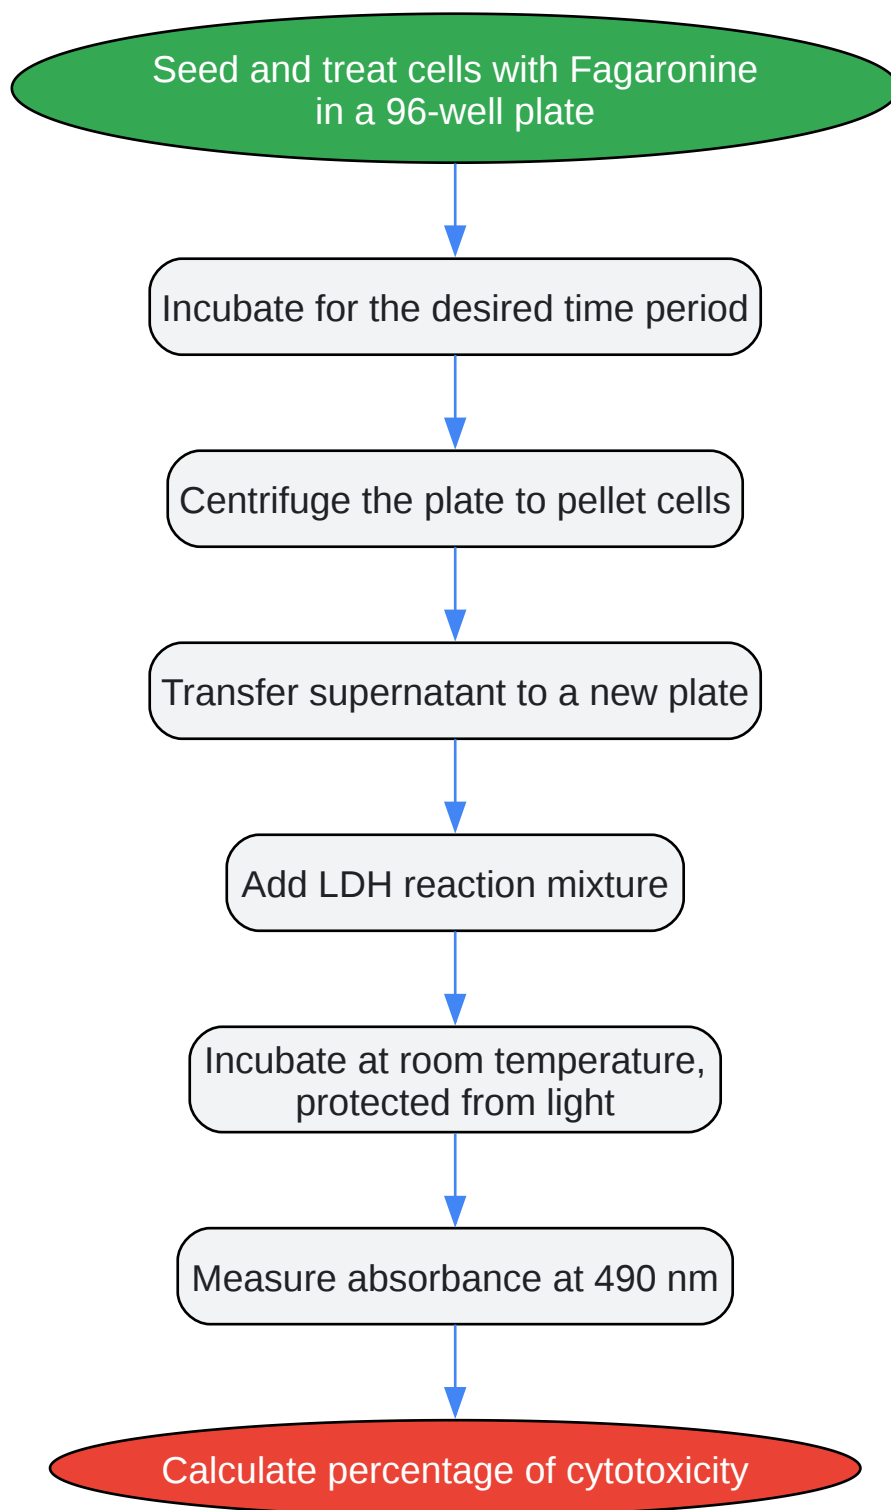 Seed and treat cells with Fagaronine
in a 96-well plate
Incubate for the desired time period
Centrifuge the plate to pellet cells
Transfer supernatant to a new plate
Add LDH reaction mixture
Incubate at room temperature,
protected from light
Measure absorbance at 490 nm
Calculate percentage of cytotoxicity